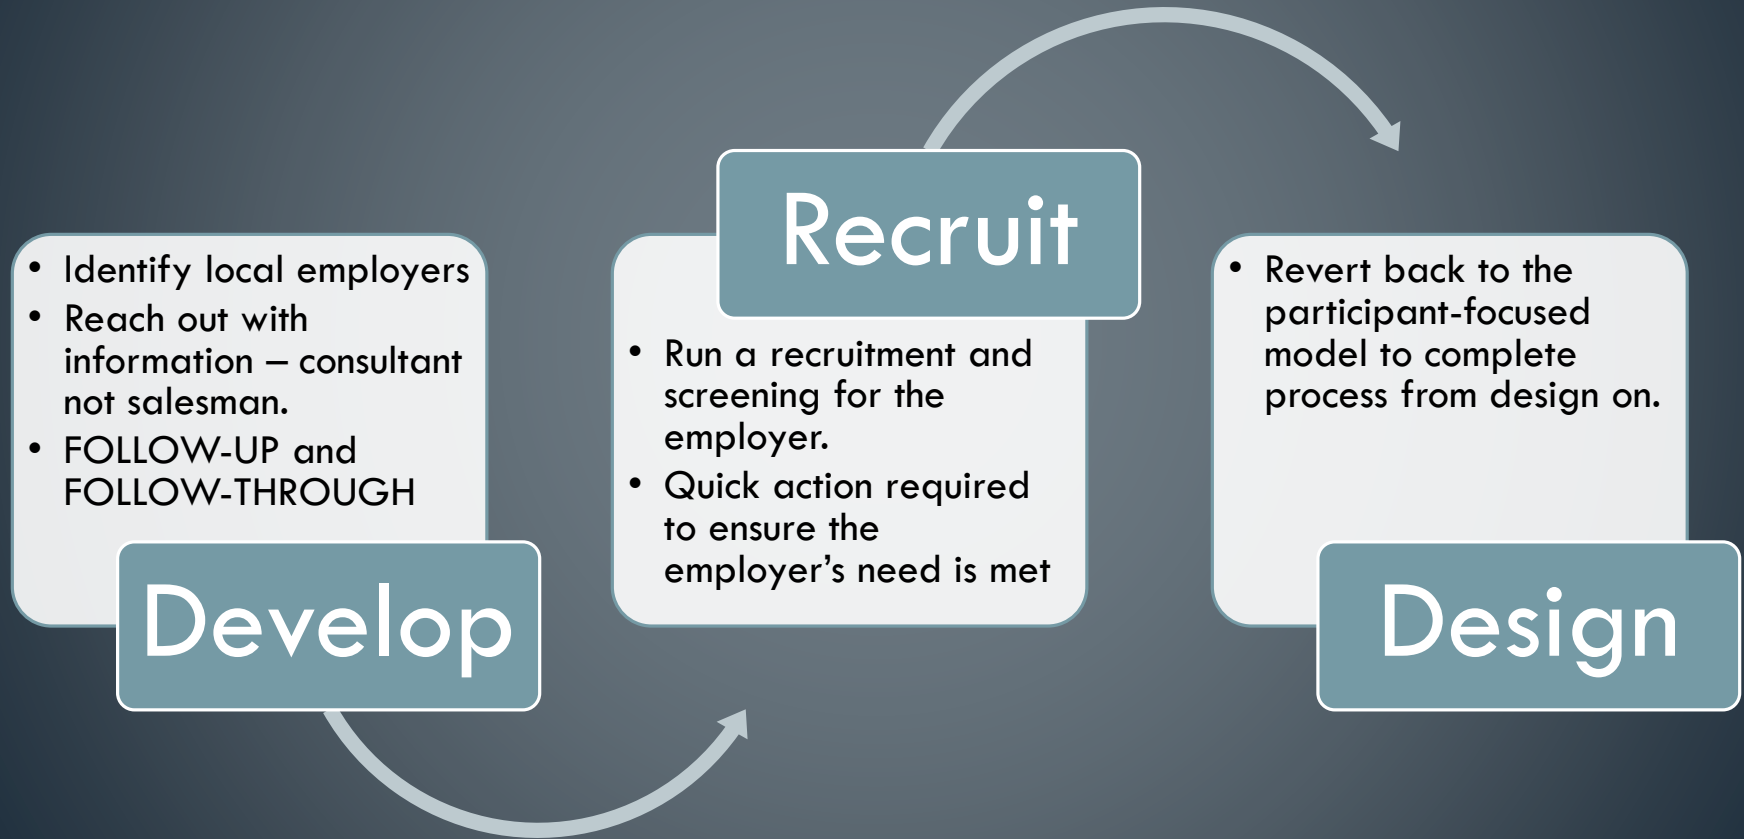 • Identify local employers
• Reach out with
information – consultant
not salesman.
• FOLLOW-UP and
FOLLOW-THROUGH
Develop
Recruit
• Run a recruitment and
screening for the
employer.
• Quick action required
to ensure the
employer’s need is met
• Revert back to the
participant-focused
model to complete
process from design on.
Design